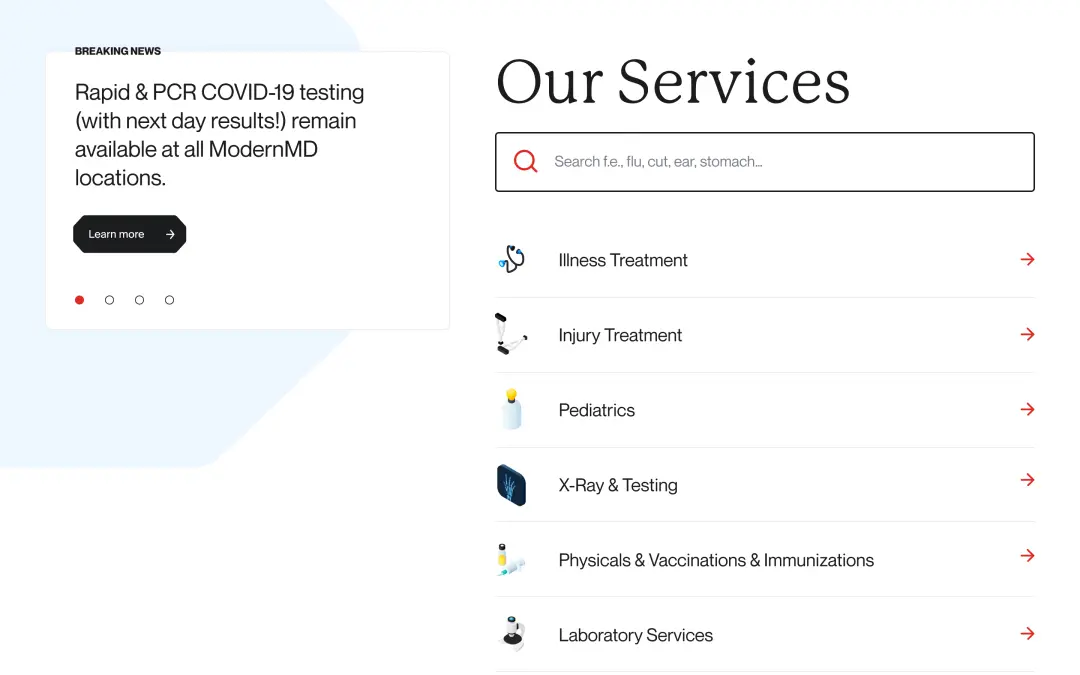 BREAKING NEWS
Rapid & PCR COVID-19 testing
(with next day results!) remain
available at all ModernMD
locations.
Learn more
Our Services
Search f.e., flu, cut, ear, stomach...
Illness Treatment
Injury Treatment
Pediatrics
X-Ray & Testing
Physicals & Vaccinations & Immunizations
Laboratory Services